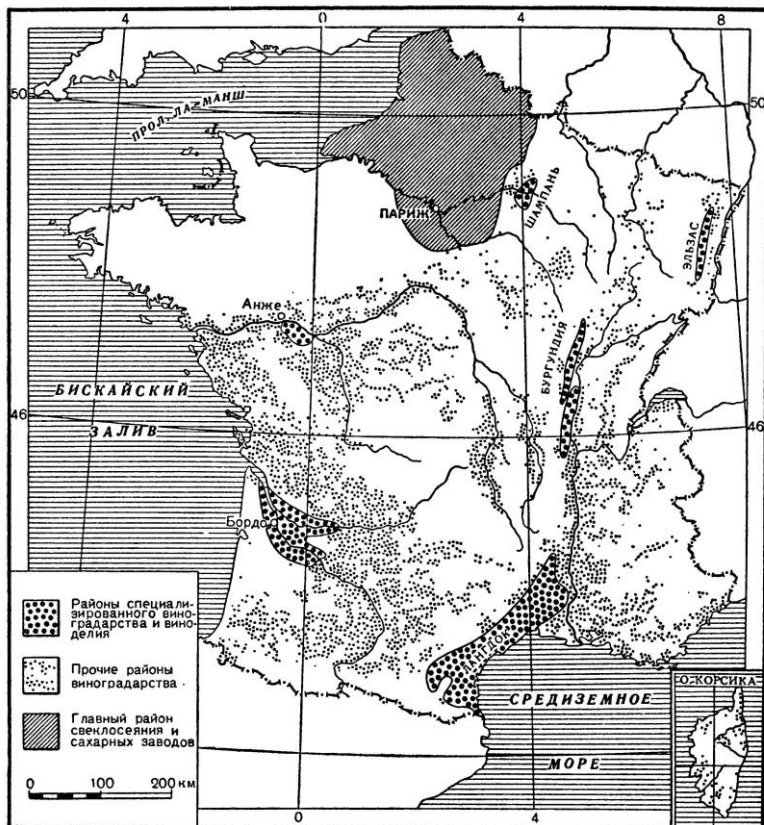 4 0 4 8
50 50
ПРОЛ. ЛА-МАНШ
ПАРИЖ
ШАМПАНЬ
ЭЛЬЗАС
Анже
БУРГУНДИЯ
БИСКАЙСКИЙ
46 46
ЗАЛИВ
Бордо
Районы специали-
зированного вино-
градарства и вино-
делия
Прочие районы
виноградарства
Главный район
свеклосеяния и
сахарных заводов
0 100 200 км
СРЕДИЗЕМНОЕ
МОРЕ
О. КОРСИКА
0 4